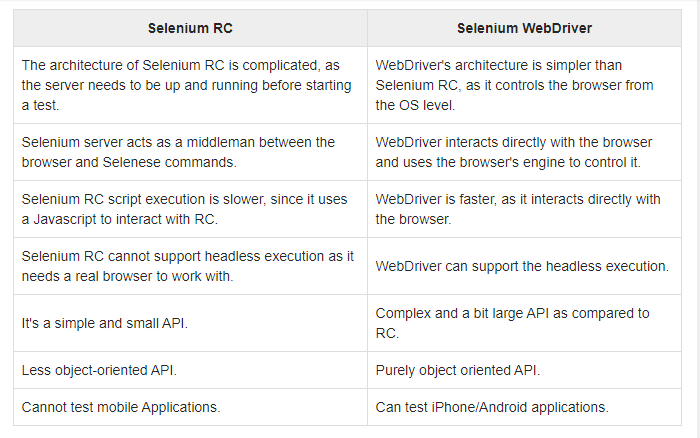 Selenium RC
Selenium WebDriver
The architecture of Selenium RC is complicated, as
the server needs to be up and running before starting
a test.
WebDriver's architecture is simpler than
Selenium RC, as it controls the browser from
the OS level.
Selenium server acts as a middleman between the
browser and Selenese commands.
WebDriver interacts directly with the browser
and uses the browser's engine to control it.
Selenium RC script execution is slower, since it uses
a Javascript to interact with RC.
WebDriver is faster, as it interacts directly with
the browser.
Selenium RC cannot support headless execution as it
needs a real browser to work with.
WebDriver can support the headless execution.
It's a simple and small API.
Complex and a bit large API as compared to
RC.
Less object-oriented API.
Purely object oriented API.
Cannot test mobile Applications.
Can test iPhone/Android applications.